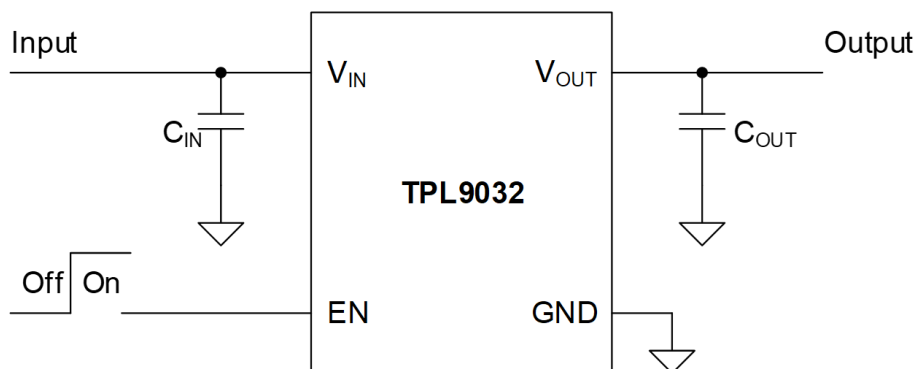 Input
Output
VIN
VOUT
CIN
COUT
TPL9032
Off
On
EN
GND